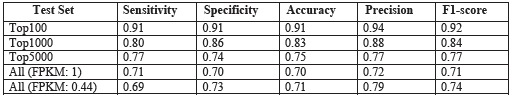 Test Set Sensitivity Specificity Accuracy Precision F1-score
Top100 0.91 0.91 0.91 0.94 0.92
Top1000 0.80 0.86 0.83 0.88 0.84
Top5000 0.77 0.74 0.75 0.77 0.77
All (FPKM: 1) 0.71 0.70 0.70 0.72 0.71
All (FPKM: 0.44) 0.69 0.73 0.71 0.79 0.74